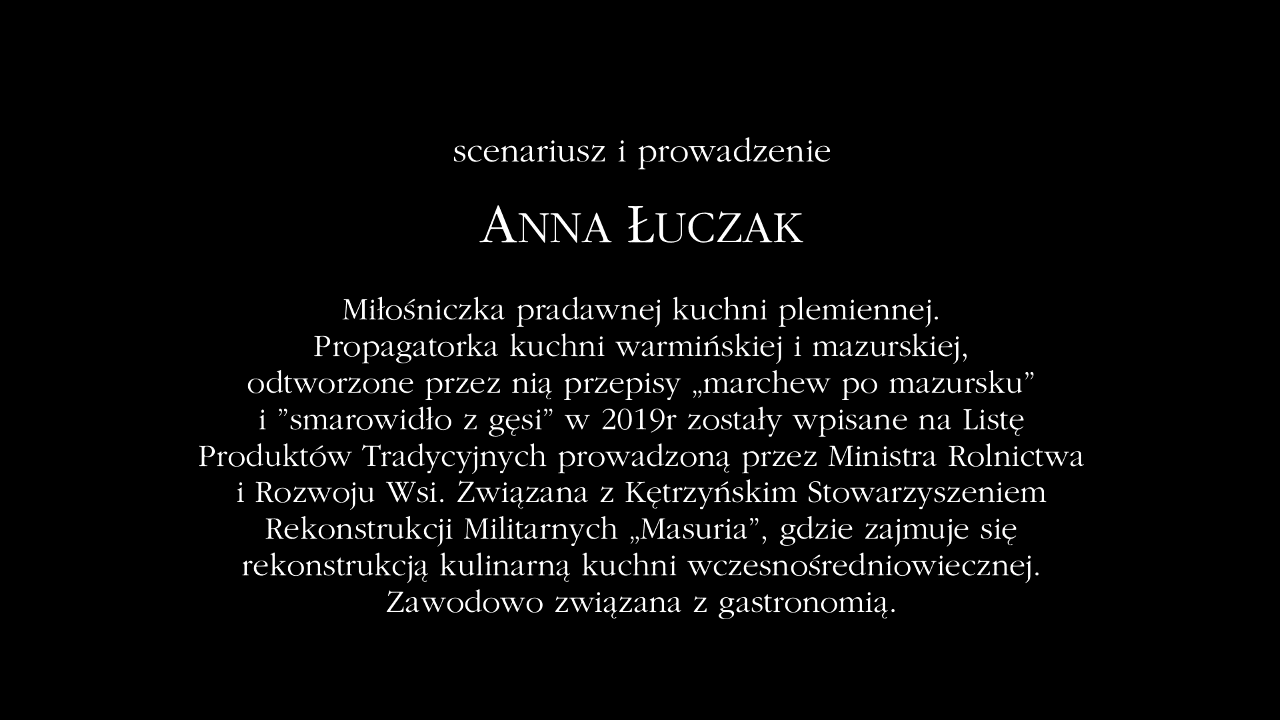 scenariusz i prowadzenie
ANNA ŁUCZAK
Miłośniczka pradawnej kuchni plemiennej.
Propagatorka kuchni warmińskiej i mazurskiej,
odtworzone przez nią przepisy „marchew po mazursku”
i ”smarowidło z gęsi” w 2019r zostały wpisane na Listę
Produktów Tradycyjnych prowadzoną przez Ministra Rolnictwa
i Rozwoju Wsi. Związana z Kętrzyńskim Stowarzyszeniem
Rekonstrukcji Militarnych „Masuria”, gdzie zajmuje się
rekonstrukcją kulinarną kuchni wczesnośredniowiecznej.
Zawodowo związana z gastronomią.